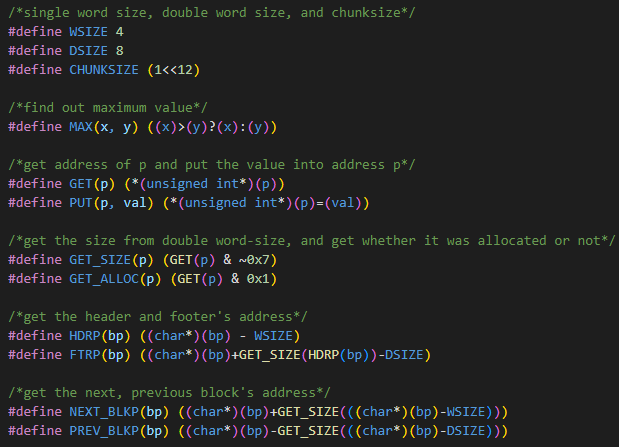 /*single word size, double word size, and chunksize*/
#define WSIZE 4
#define DSIZE 8
#define CHUNKSIZE (1<<12)
/*find out maximum value*/
#define MAX(x, y) ((x)>(y)?(x):(y))
/*get address of p and put the value into address p*/
#define GET(p) (*(unsigned int*)(p))
#define PUT(p, val) (*(unsigned int*)(p)=(val))
/*get the size from double word-size, and get whether it was allocated or not*/
#define GET_SIZE(p) (GET(p) & ~0x7)
#define GET_ALLOC(p) (GET(p) & 0x1)
/*get the header and footer's address*/
#define HDRP(bp) ((char*)(bp) - WSIZE)
#define FTRP(bp) ((char*)(bp)+GET_SIZE(HDRP(bp))-DSIZE)
/*get the next, previous block's address*/
#define NEXT_BLKP(bp) ((char*)(bp)+GET_SIZE(((char*)(bp)-WSIZE)))
#define PREV_BLKP(bp) ((char*)(bp)-GET_SIZE(((char*)(bp)-DSIZE)))